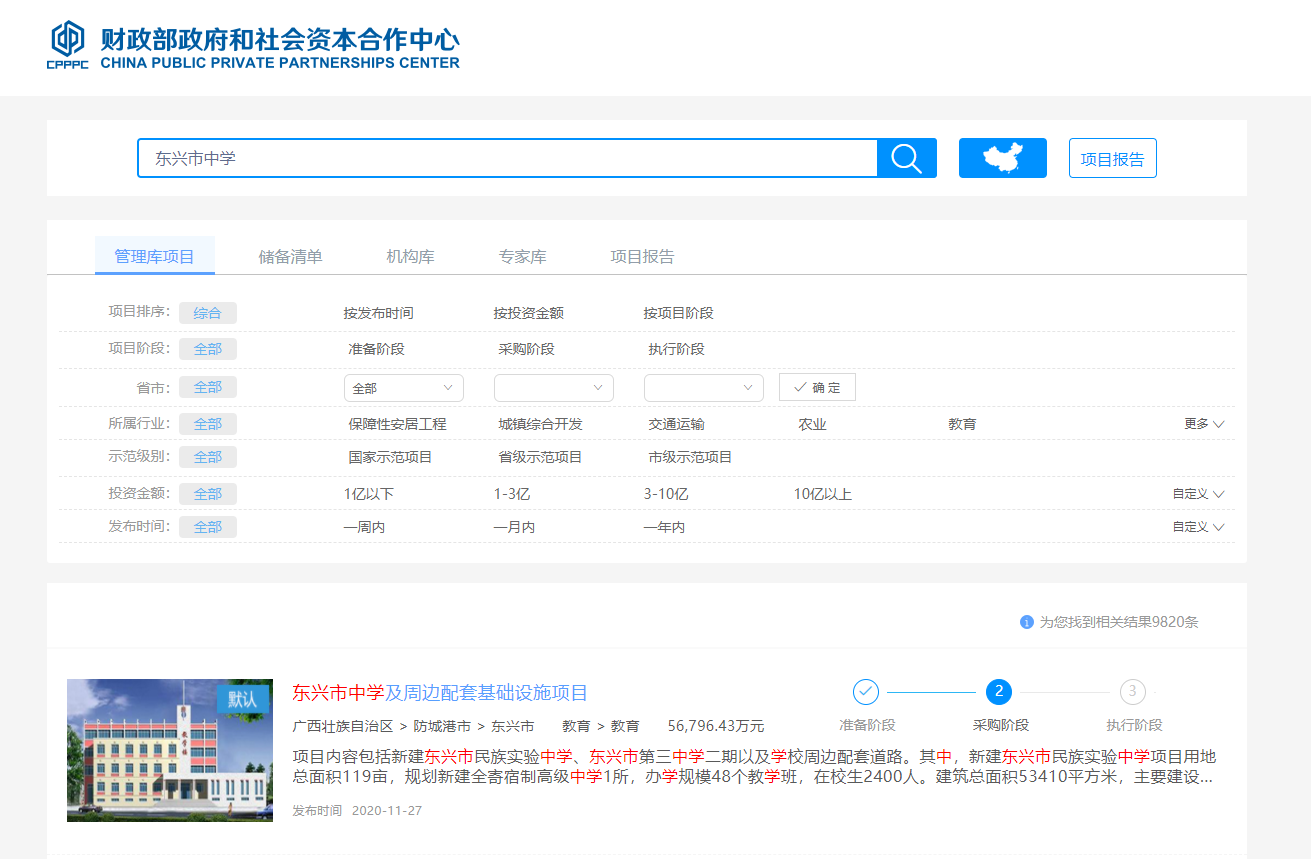 财政部政府和社会资本合作中心
CPPPC CHINA PUBLIC PRIVATE PARTNERSHIPS CENTER
东兴市中学
项目报告
管理库项目 储备清单 机构库 专家库 项目报告
项目排序： 综合 按发布时间 按投资金额 按项目阶段
项目阶段： 全部 准备阶段 采购阶段 执行阶段
省市： 全部 全部 确 定
所属行业： 全部 保障性安居工程 城镇综合开发 交通运输 农业 教育 更多
示范级别： 全部 国家示范项目 省级示范项目 市级示范项目
投资金额： 全部 1亿以下 1-3亿 3-10亿 10亿以上 自定义
发布时间： 全部 一周内 一月内 一年内 自定义
为您找到相关结果9820条
默认
东兴市中学及周边配套基础设施项目
2 3
广西壮族自治区 > 防城港市 > 东兴市 教育 > 教育 56,796.43万元
准备阶段 采购阶段 执行阶段
项目内容包括新建东兴市民族实验中学、东兴市第三中学二期以及学校周边配套道路。其中，新建东兴市民族实验中学项目用地
总面积119亩，规划新建全寄宿制高级中学1所，办学规模48个教学班，在校生2400人。建筑总面积53410平方米，主要建设...
发布时间 2020-11-27